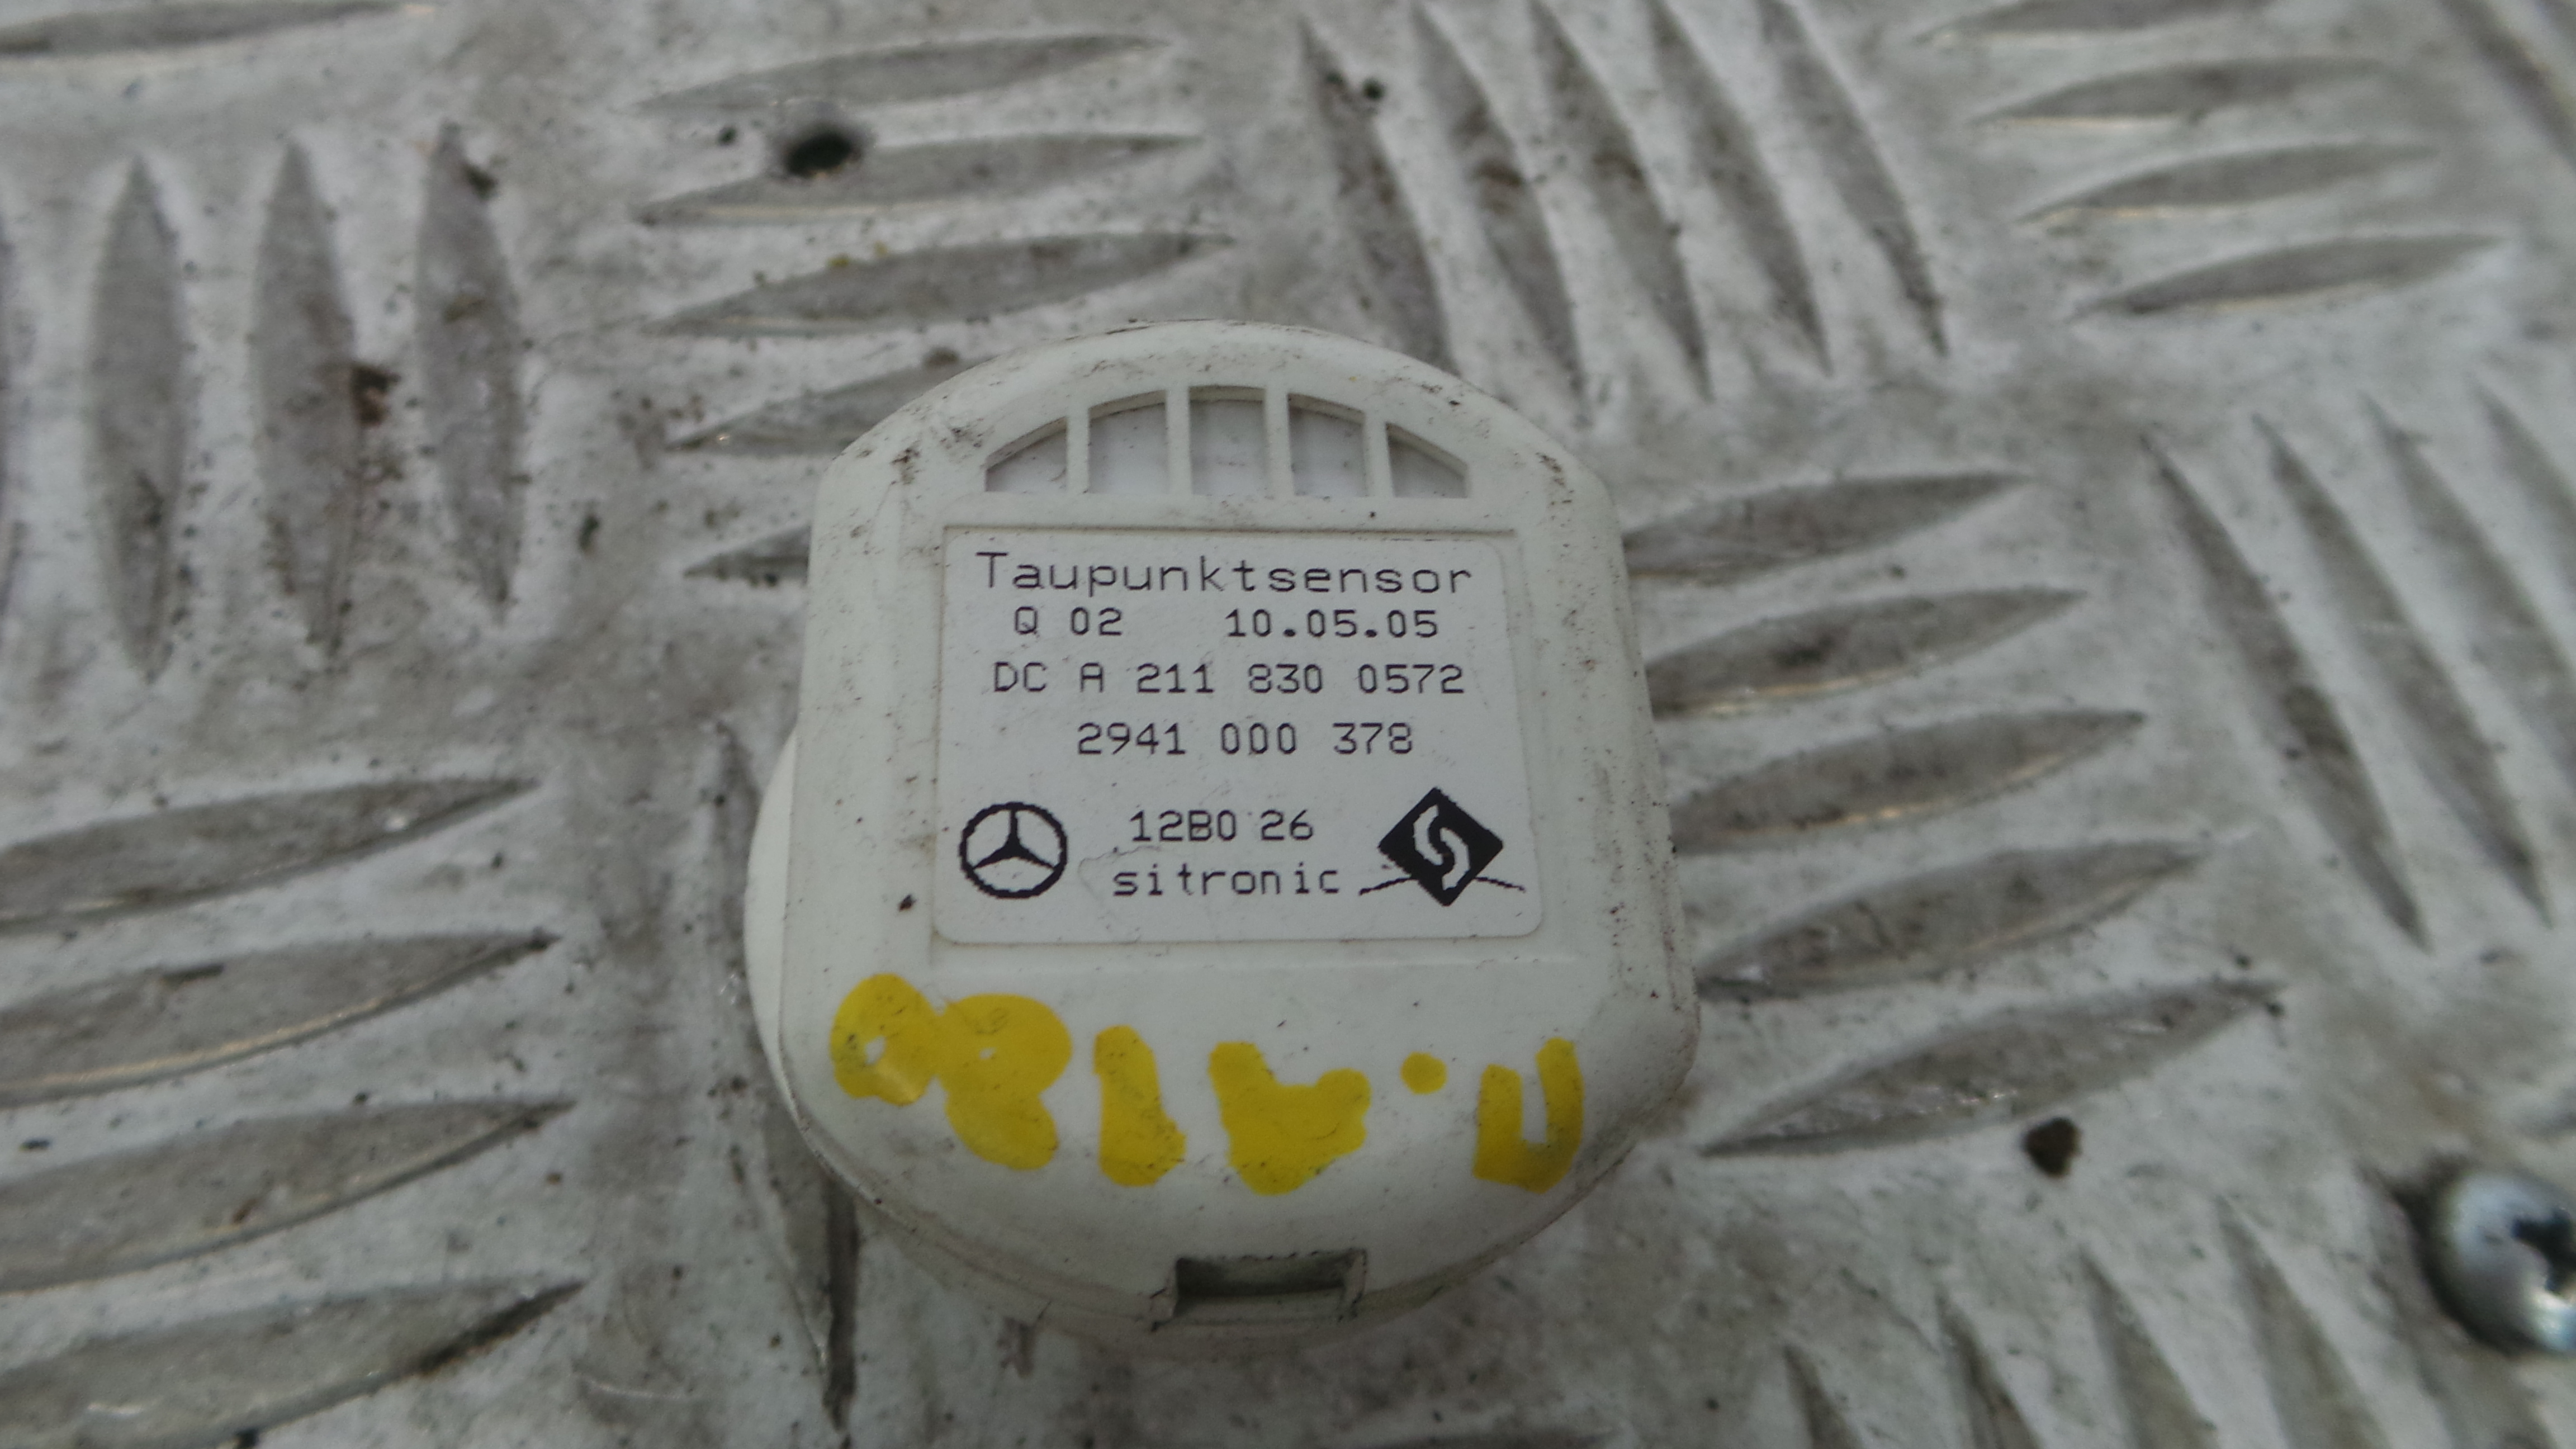 Taupunktsensor
Q 02 10.05.05
DC A 211 830 0572
2941 000 378
12B0 26
sitronic